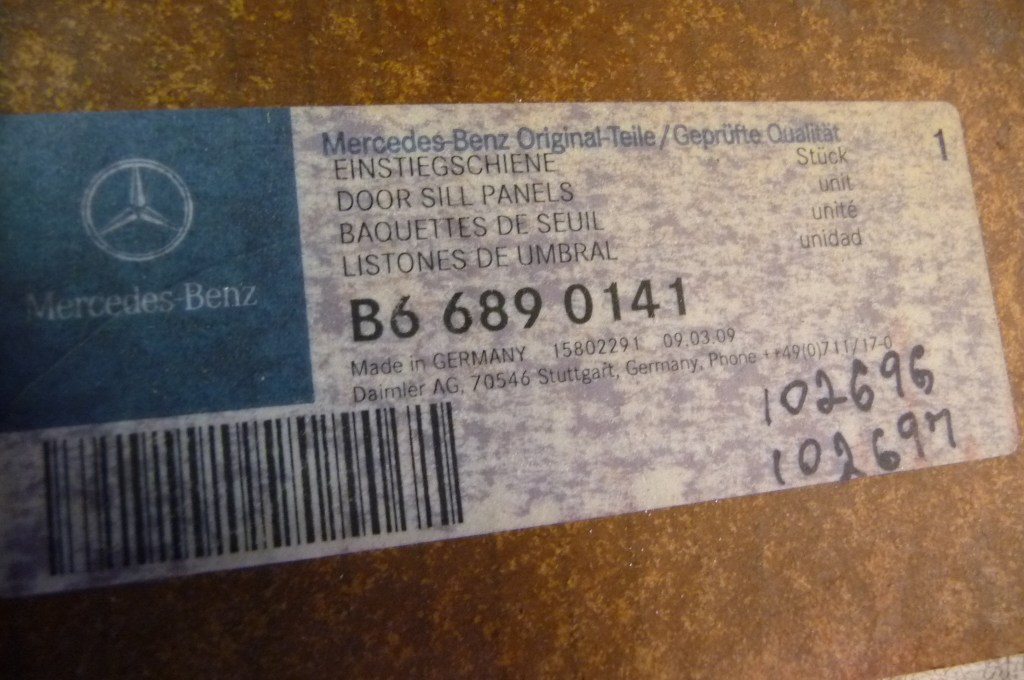 Mercedes-Benz
Mercedes-Benz Original-Teile/Geprüfte Qualität
EINSTIEGSCHIENE Stück 1
DOOR SILL PANELS unit
BAQUETTES DE SEUIL unité
LISTONES DE UMBRAL unidad
B6 689 0141
Made in GERMANY 15802291 09.03.09
Daimler AG, 70546 Stuttgart, Germany, Phone ++49(0)711/17-0
102696
102697